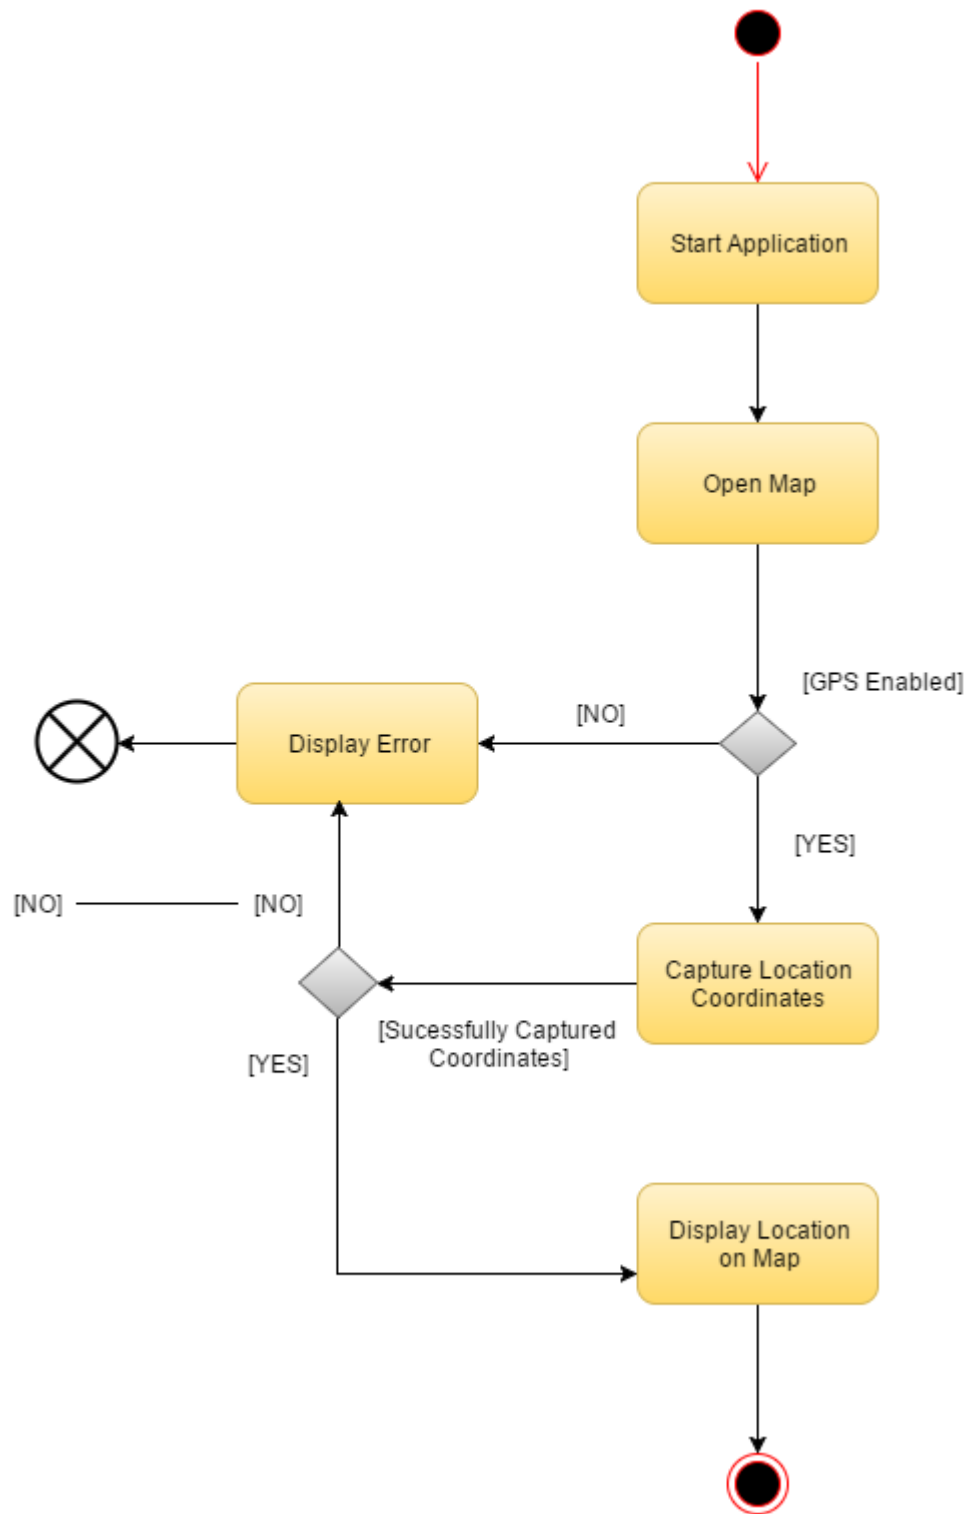 Start Application
Open Map
[GPS Enabled]
[NO]
Display Error
[YES]
[NO]
[NO]
Capture Location
Coordinates
[Sucessfully Captured
Coordinates]
[YES]
Display Location
on Map